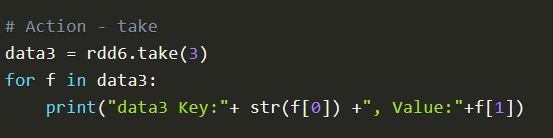 # Action - take
data3 = rdd6.take(3)
for f in data3:
    print("data3 Key:"+ str(f[0]) +", Value:"+f[1])